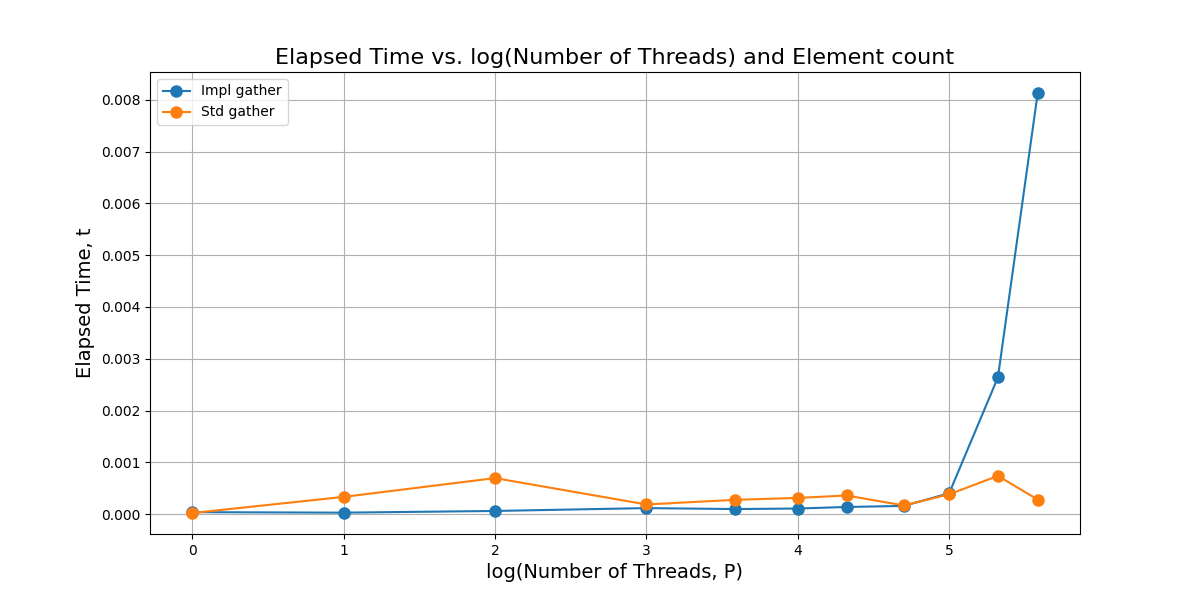 Elapsed Time vs. log(Number of Threads) and Element count
Impl gather
Std gather
Elapsed Time, t
0.008
0.007
0.006
0.005
0.004
0.003
0.002
0.001
0.000
0 1 2 3 4 5
log(Number of Threads, P)